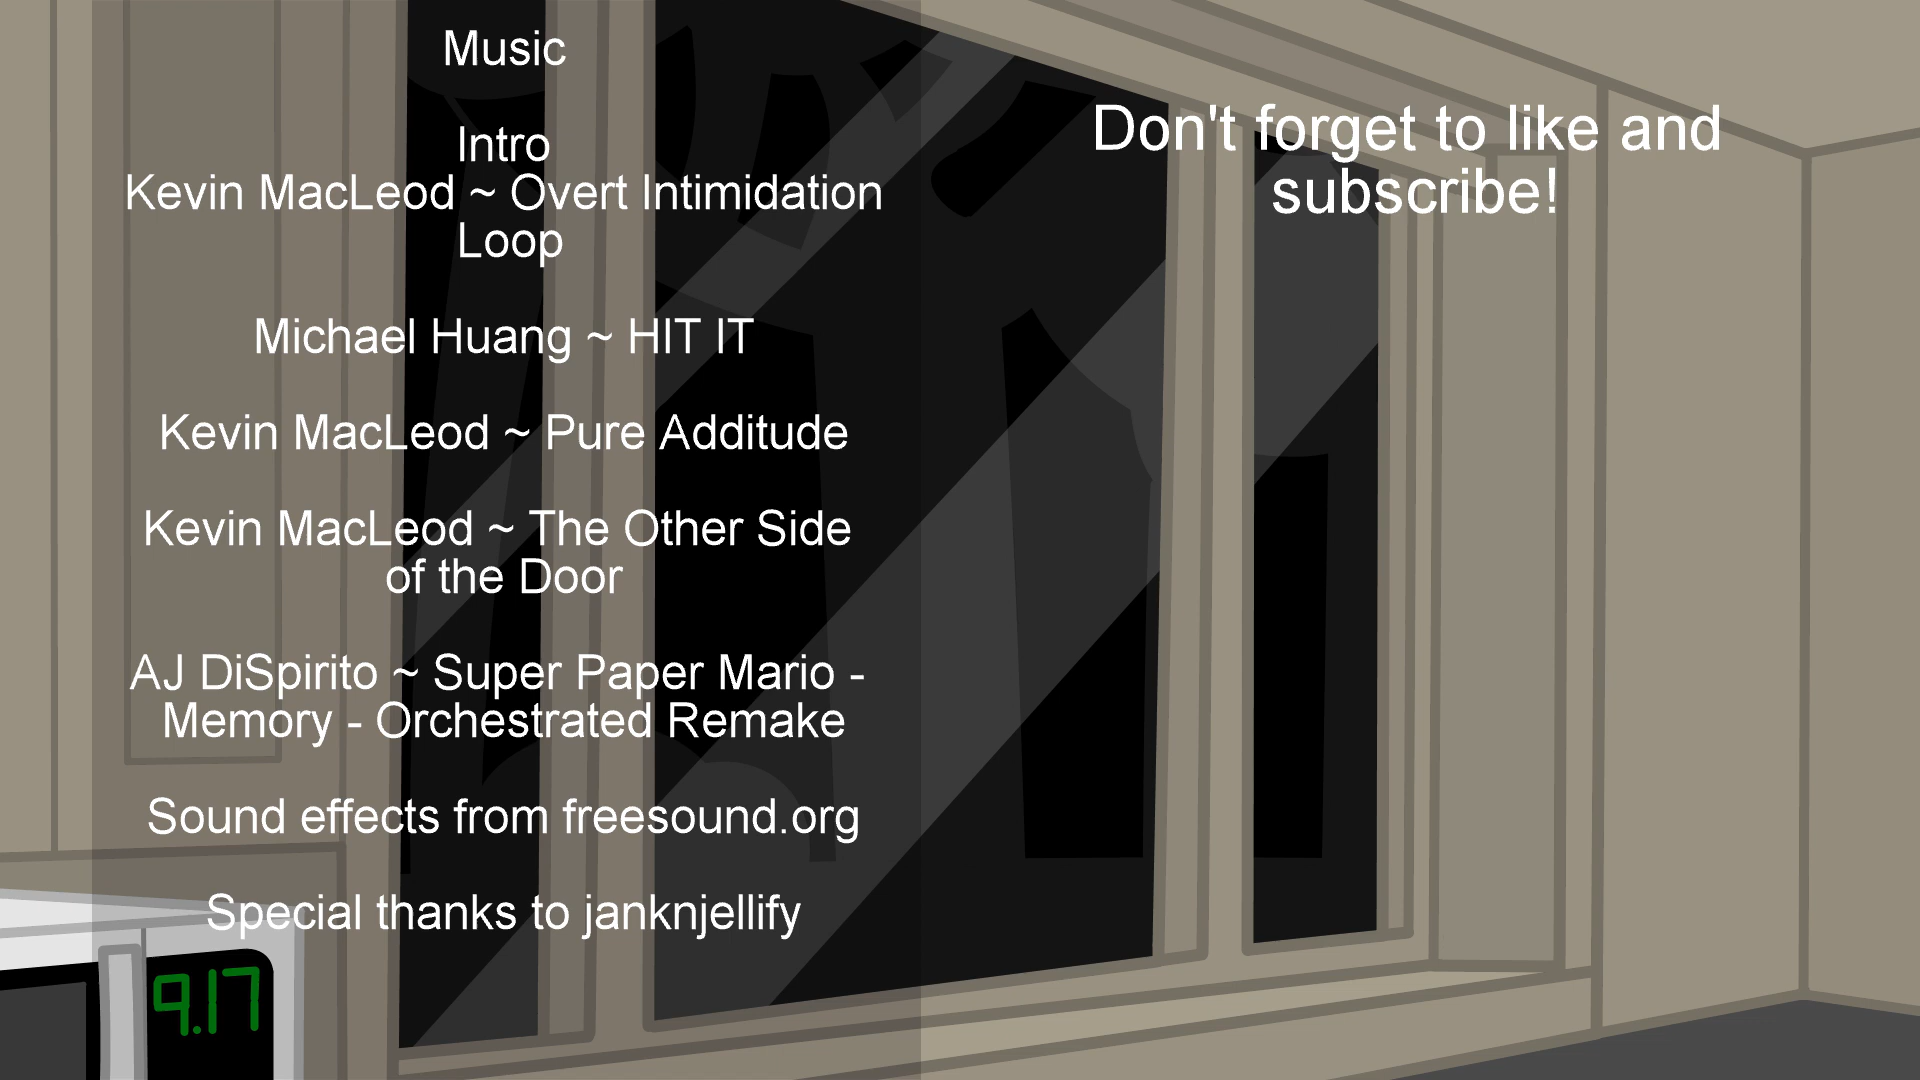 Music
Intro
Kevin MacLeod ~ Overt Intimidation
Loop
Michael Huang ~ HIT IT
Kevin MacLeod ~ Pure Additude
Kevin MacLeod ~ The Other Side
of the Door
AJ DiSpirito ~ Super Paper Mario -
Memory - Orchestrated Remake
Sound effects from freesound.org
Special thanks to janknjellify
Don't forget to like and
subscribe!
9.17